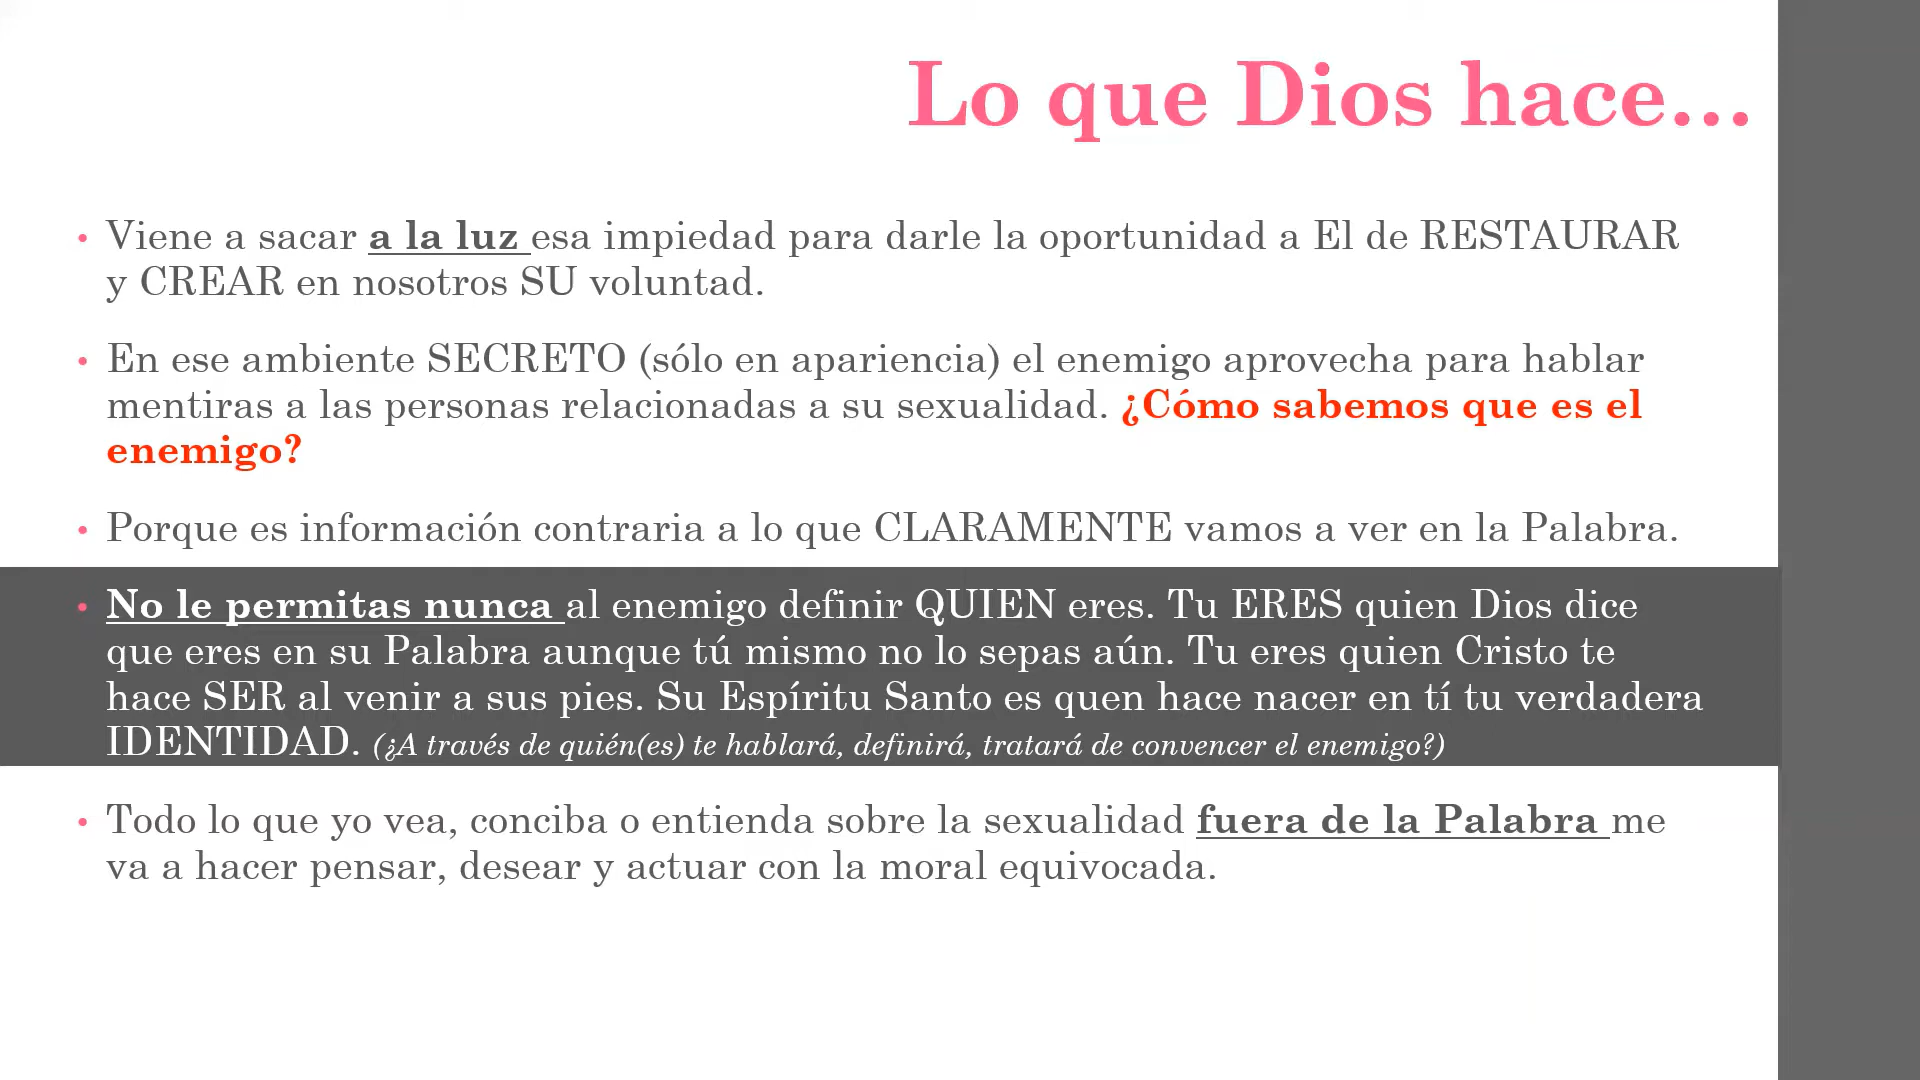 Lo que Dios hace...
• Viene a sacar a la luz esa impiedad para darle la oportunidad a El de RESTAURAR
y CREAR en nosotros SU voluntad.
• En ese ambiente SECRETO (sólo en apariencia) el enemigo aprovecha para hablar
mentiras a las personas relacionadas a su sexualidad. ¿Cómo sabemos que es el
enemigo?
• Porque es información contraria a lo que CLARAMENTE vamos a ver en la Palabra.
• No le permitas nunca al enemigo definir QUIEN eres. Tu ERES quien Dios dice
que eres en su Palabra aunque tú mismo no lo sepas aún. Tu eres quien Cristo te
hace SER al venir a sus pies. Su Espíritu Santo es quen hace nacer en tí tu verdadera
IDENTIDAD. (¿A través de quién(es) te hablará, definirá, tratará de convencer el enemigo?)
• Todo lo que yo vea, conciba o entienda sobre la sexualidad fuera de la Palabra me
va a hacer pensar, desear y actuar con la moral equivocada.